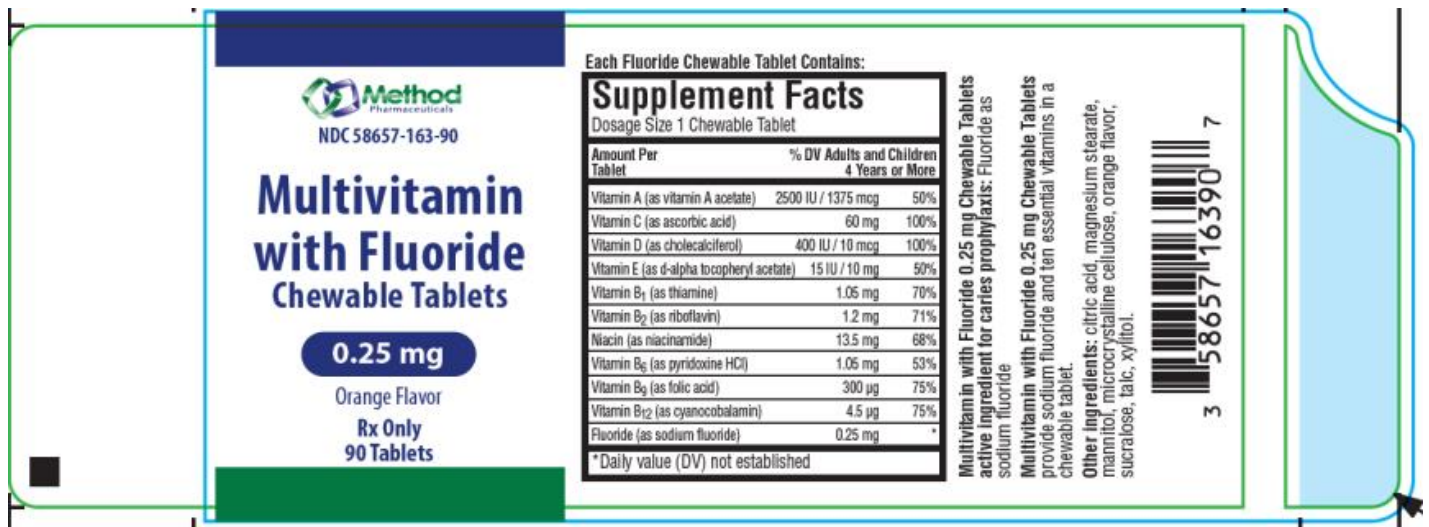 Method
Pharmaceuticals
NDC 58657-163-90
Multivitamin
with Fluoride
Chewable Tablets
0.25 mg
Orange Flavor
Rx Only
90 Tablets
Each Fluoride Chewable Tablet Contains:
Supplement Facts
Dosage Size 1 Chewable Tablet
Amount Per Tablet % DV Adults and Children 4 Years or More
Vitamin A (as vitamin A acetate) 2500 IU / 1375 mcg 50%
Vitamin C (as ascorbic acid) 60 mg 100%
Vitamin D (as cholecalciferol) 400 IU / 10 mcg 100%
Vitamin E (as d-alpha tocopheryl acetate) 15 IU / 10 mg 50%
Vitamin B1 (as thiamine) 1.05 mg 70%
Vitamin B2 (as riboflavin) 1.2 mg 71%
Niacin (as niacinamide) 13.5 mg 68%
Vitamin B6 (as pyridoxine HCl) 1.05 mg 53%
Vitamin B9 (as folic acid) 300 µg 75%
Vitamin B12 (as cyanocobalamin) 4.5 µg 75%
Fluoride (as sodium fluoride) 0.25 mg *
*Daily value (DV) not established
Multivitamin with Fluoride 0.25 mg Chewable Tablets
active ingredient for caries prophylaxis: Fluoride as
sodium fluoride
Multivitamin with Fluoride 0.25 mg Chewable Tablets
provide sodium fluoride and ten essential vitamins in a
chewable tablet.
Other ingredients: citric acid, magnesium stearate,
mannitol, microcrystalline cellulose, orange flavor,
sucralose, talc, xylitol.
3 58657 16390 7